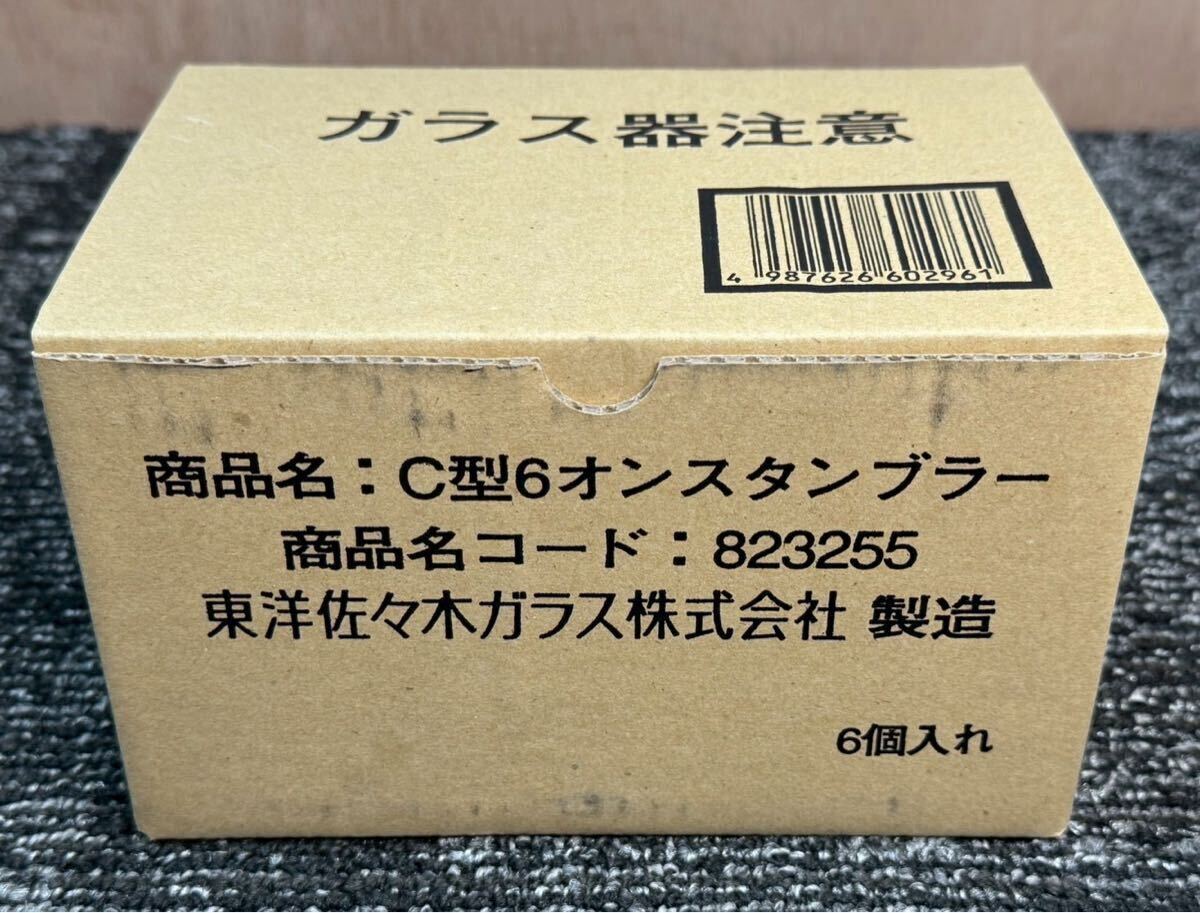 ガラス器注意
4 987626 602961
商品名：C型6オンスタンブラー
商品名コード：823255
東洋佐々木ガラス株式会社 製造
6個入れ